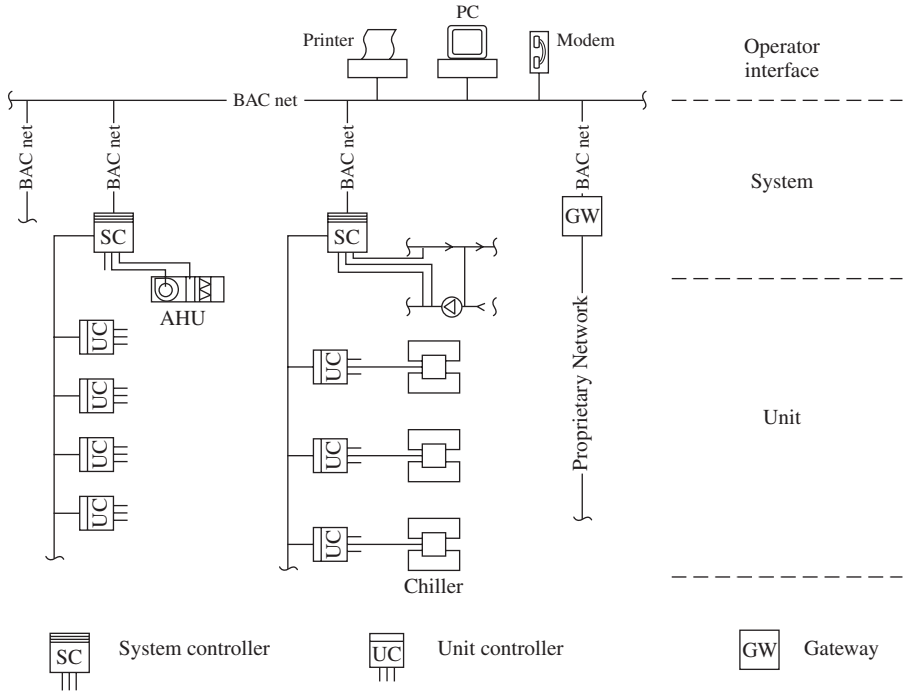 PC
Printer
Modem
Operator
interface
BAC net
BAC net
BAC net
BAC net
BAC net
System
SC
SC
GW
AHU
UC
UC
UC
UC
UC
UC
UC
Proprietary Network
Unit
Chiller
SC
System controller
UC
Unit controller
GW
Gateway